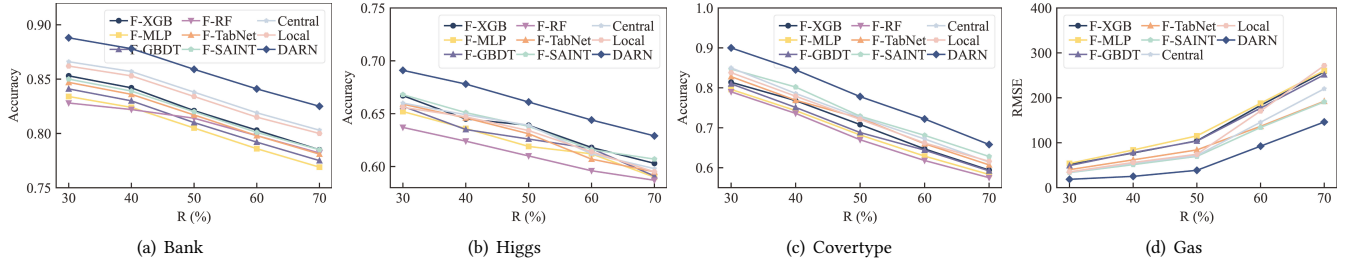 F-XGB F-RF Central
F-MLP F-TabNet Local
F-GBDT F-SAINT DARN
0.90
0.85
0.80
0.75
Accuracy
30 40 50 60 70
R (%)
(a) Bank
F-XGB F-RF Central
F-MLP F-TabNet Local
F-GBDT F-SAINT DARN
0.75
0.70
0.65
0.60
Accuracy
30 40 50 60 70
R (%)
(b) Higgs
F-XGB F-RF Central
F-MLP F-TabNet Local
F-GBDT F-SAINT DARN
1.0
0.9
0.8
0.7
0.6
Accuracy
30 40 50 60 70
R (%)
(c) Covertype
F-XGB F-TabNet Local
F-MLP F-SAINT DARN
F-GBDT Central
400
300
200
100
0
RMSE
30 40 50 60 70
R (%)
(d) Gas